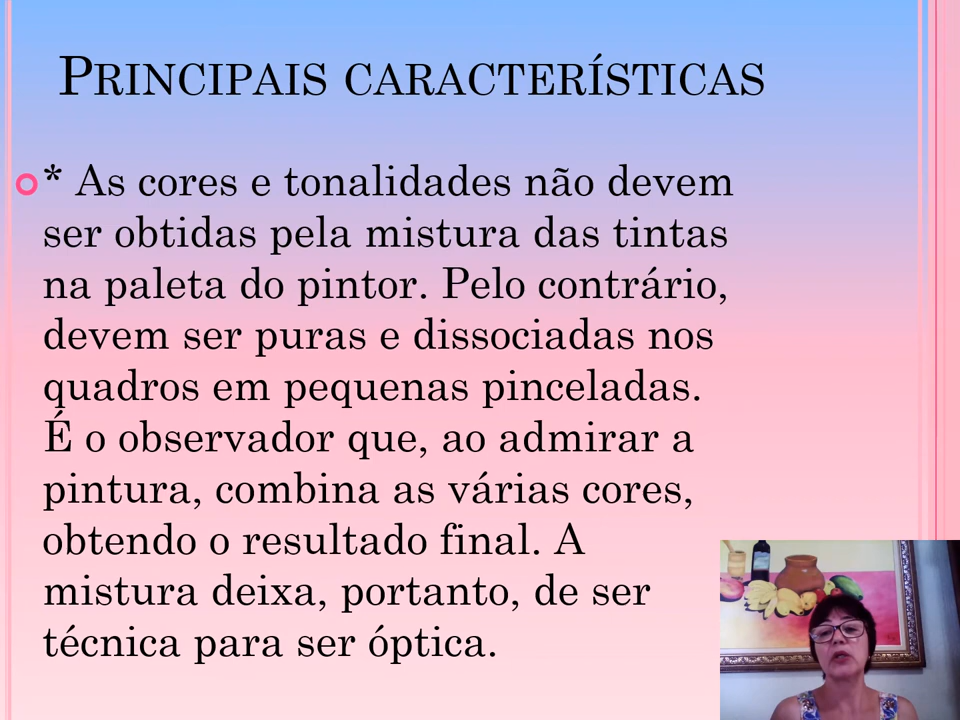 PRINCIPAIS CARACTERÍSTICAS
* As cores e tonalidades não devem
ser obtidas pela mistura das tintas
na paleta do pintor. Pelo contrário,
devem ser puras e dissociadas nos
quadros em pequenas pinceladas.
É o observador que, ao admirar a
pintura, combina as várias cores,
obtendo o resultado final. A
mistura deixa, portanto, de ser
técnica para ser óptica.